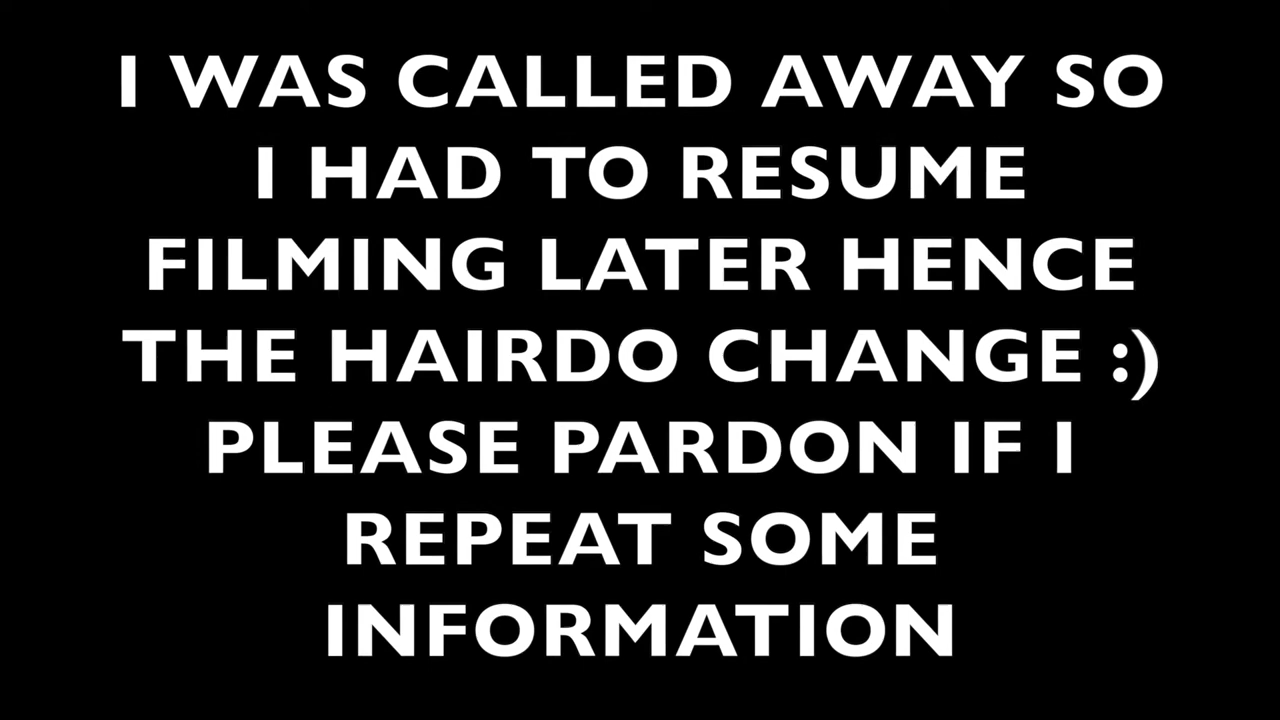 I WAS CALLED AWAY SO
I HAD TO RESUME
FILMING LATER HENCE
THE HAIRDO CHANGE :)
PLEASE PARDON IF I
REPEAT SOME
INFORMATION